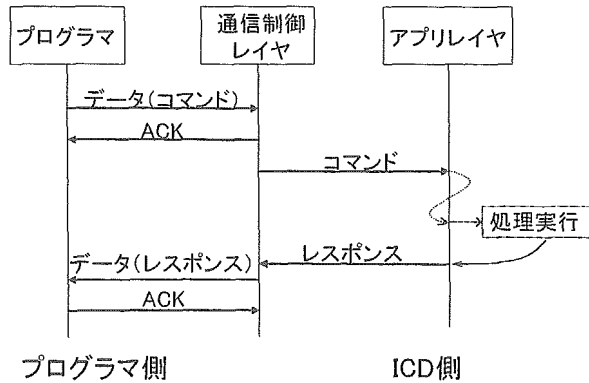 プログラマ
通信制御
レイヤ
アプリレイヤ
データ(コマンド)
ACK
コマンド
処理実行
レスポンス
データ(レスポンス)
ACK
プログラマ側
ICD側